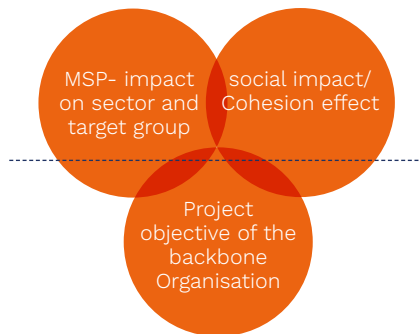 MSP- impact
on sector and
target group
social impact/
Cohesion effect
Project
objective of the
backbone
Organisation